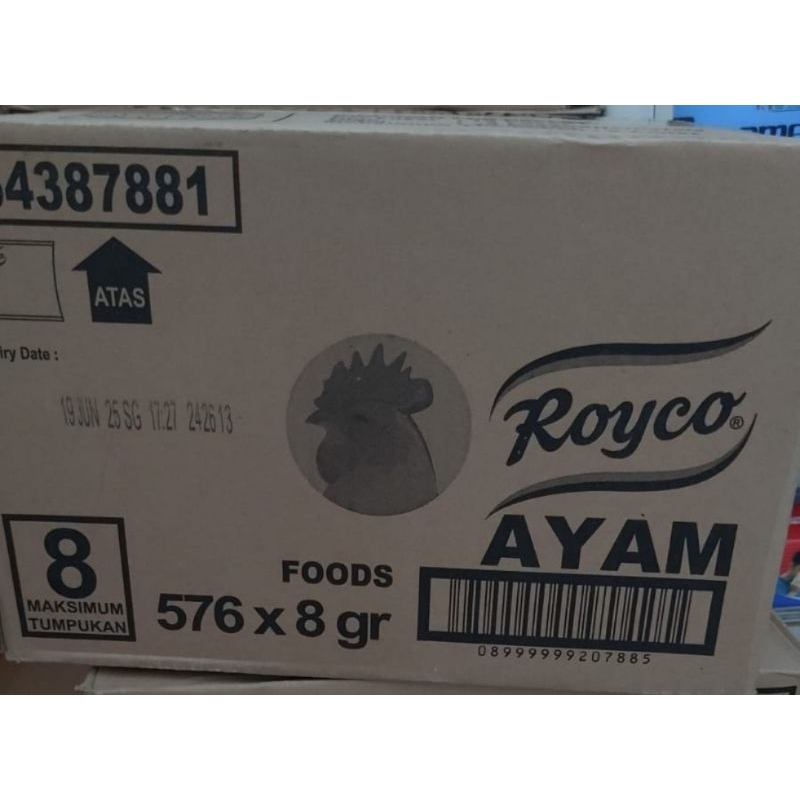 4387881
ATAS
iry Date :
19 JUN 25 SG 17:27 242613
Royco®
AYAM
8
MAKSIMUM
TUMPUKAN
FOODS
576 x 8 gr
08999999207885